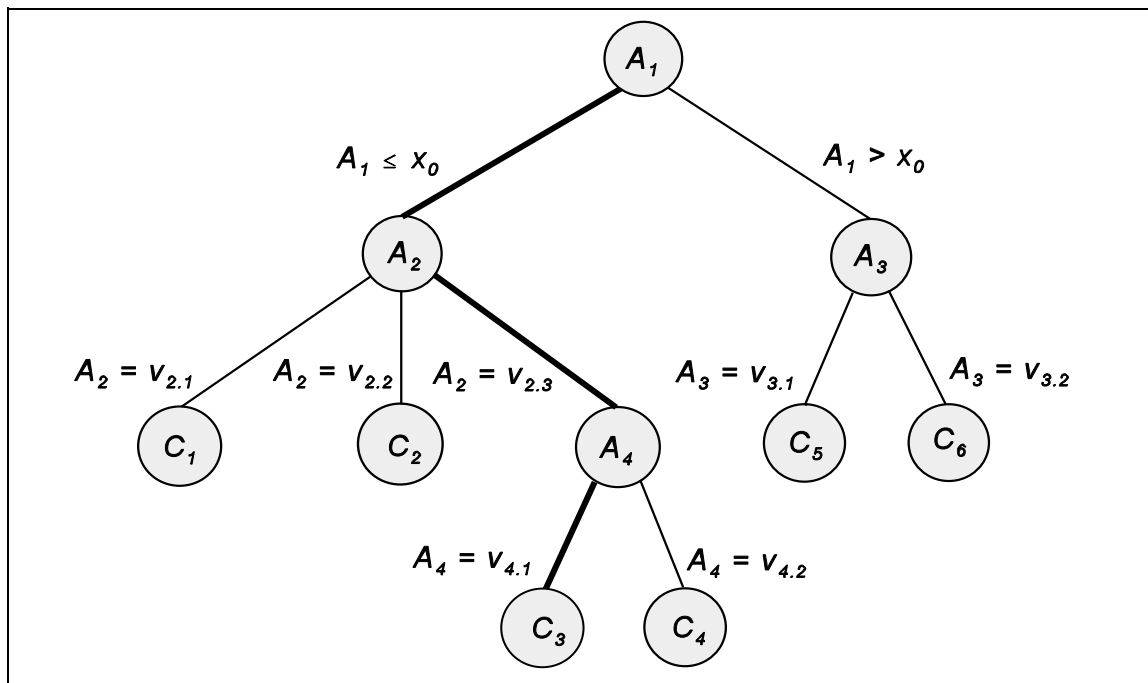 A₁
A₁ ≤ x₀
A₁ > x₀
A₂
A₃
A₂ = v₂.₁
A₂ = v₂.₂
A₂ = v₂.₃
A₃ = v₃.₁
A₃ = v₃.₂
C₁
C₂
A₄
C₅
C₆
A₄ = v₄.₁
A₄ = v₄.₂
C₃
C₄